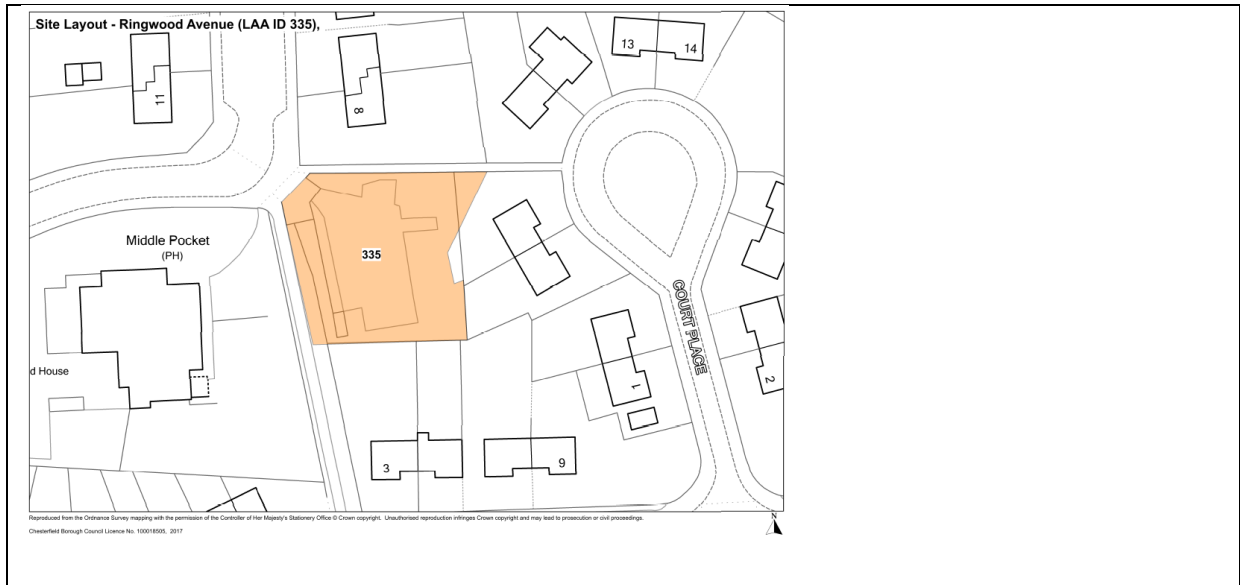 Site Layout - Ringwood Avenue (LAA ID 335),
13
14
11
8
Middle Pocket
(PH)
335
COURT PLACE
d House
1
2
3
9
Reproduced from the Ordnance Survey mapping with the permission of the Controller of Her Majesty's Stationery Office © Crown copyright. Unauthorised reproduction infringes Crown copyright and may lead to prosecution or civil proceedings.
N
Chesterfield Borough Council Licence No. 100018505, 2017